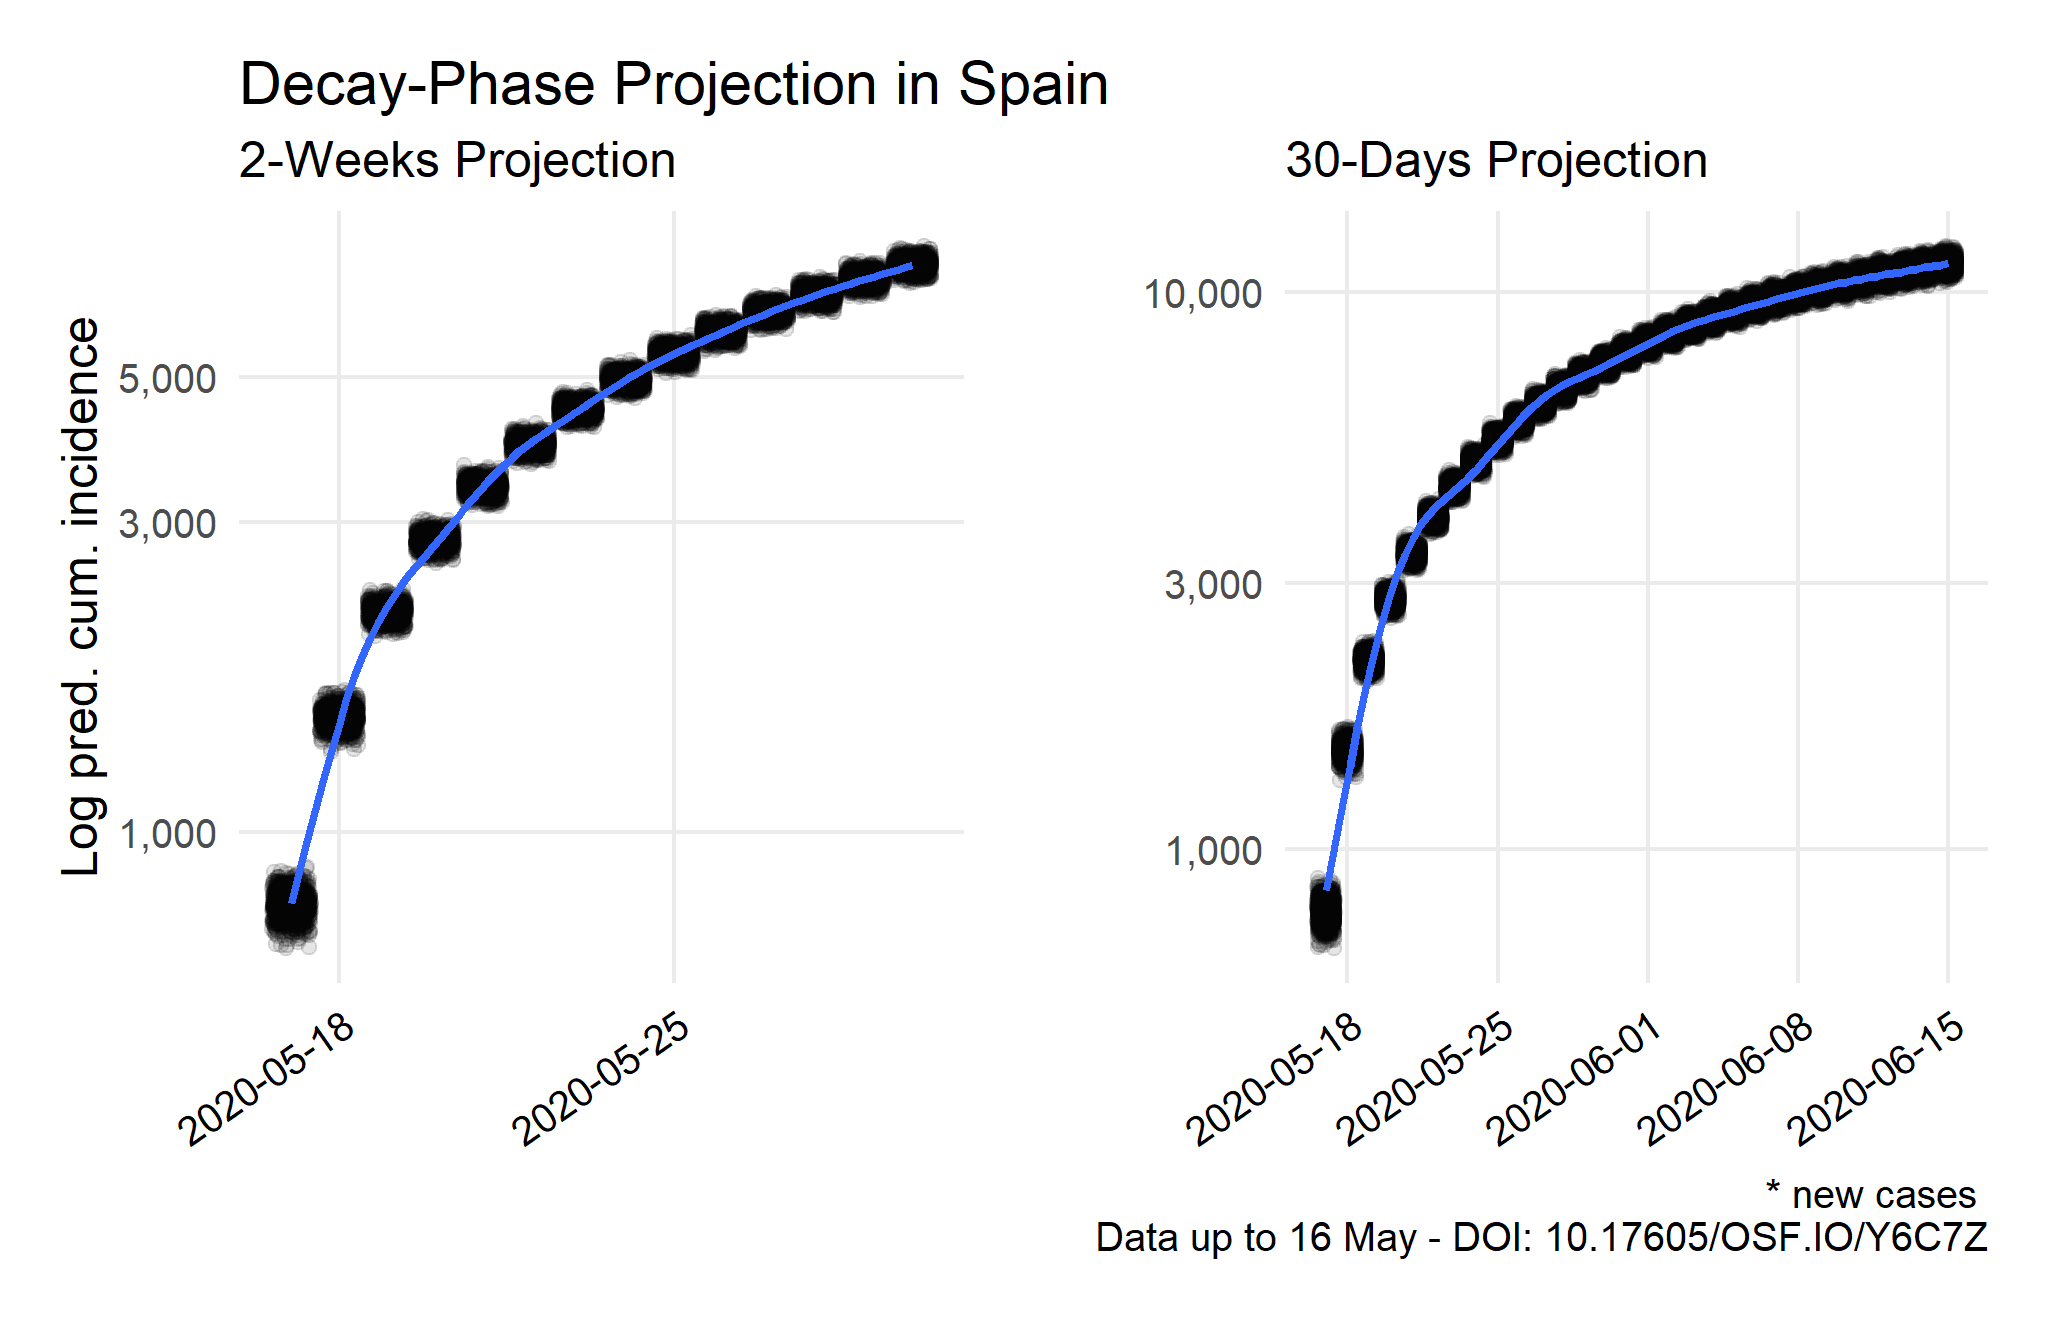 Decay-Phase Projection in Spain
2-Weeks Projection
Log pred. cum. incidence
5,000
3,000
1,000
2020-05-18
2020-05-25
30-Days Projection
10,000
3,000
1,000
2020-05-18
2020-05-25
2020-06-01
2020-06-08
2020-06-15
* new cases
Data up to 16 May - DOI: 10.17605/OSF.IO/Y6C7Z